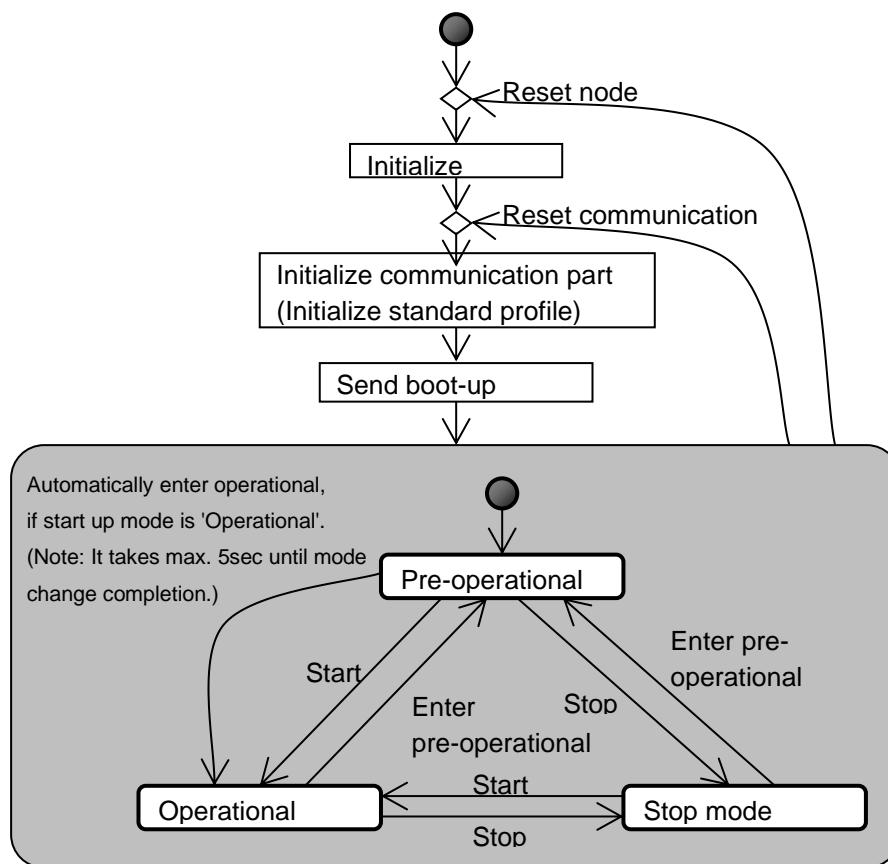 Reset node
Initialize
Reset communication
Initialize communication part
(Initialize standard profile)
Send boot-up
Automatically enter operational,
if start up mode is 'Operational'.
(Note: It takes max. 5sec until mode
change completion.)
Pre-operational
Start
Enter
pre-operational
Stop
Enter pre-
operational
Operational
Start
Stop
Stop mode